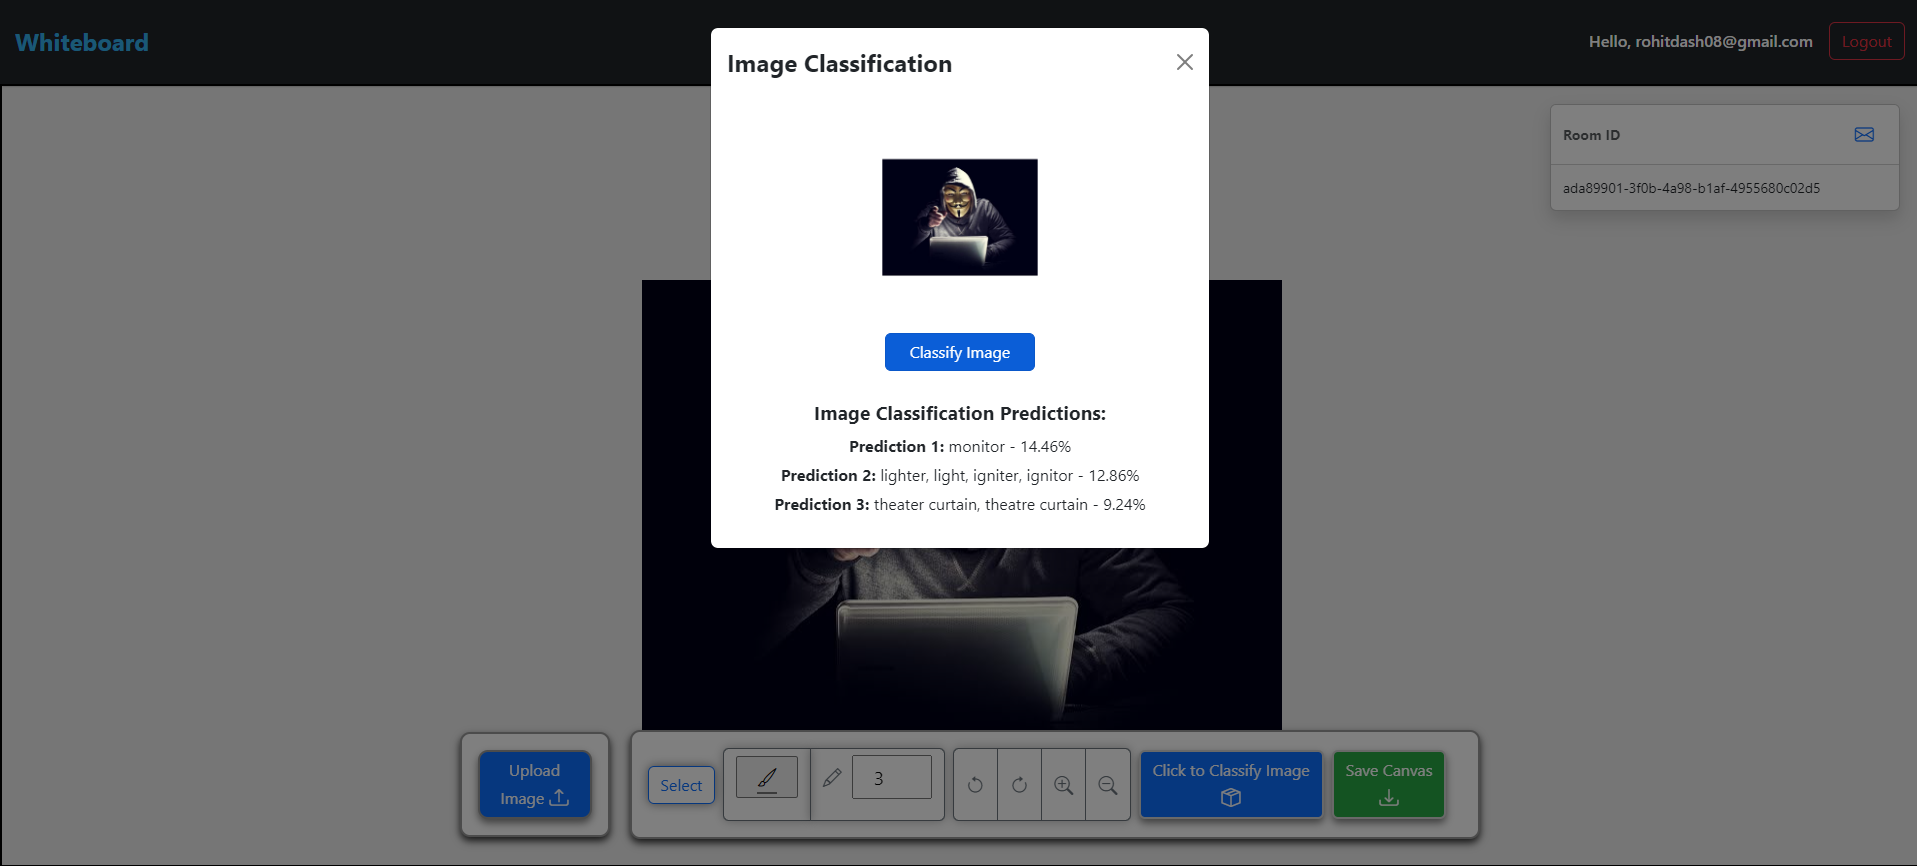 Whiteboard
Hello, rohitdash08@gmail.com
Logout
Image Classification
Room ID
ada89901-3f0b-4a98-b1af-4955680c02d5
Classify Image
Image Classification Predictions:
Prediction 1: monitor - 14.46%
Prediction 2: lighter, light, igniter, ignitor - 12.86%
Prediction 3: theater curtain, theatre curtain - 9.24%
Upload
Image
Select
3
Click to Classify Image
Save Canvas